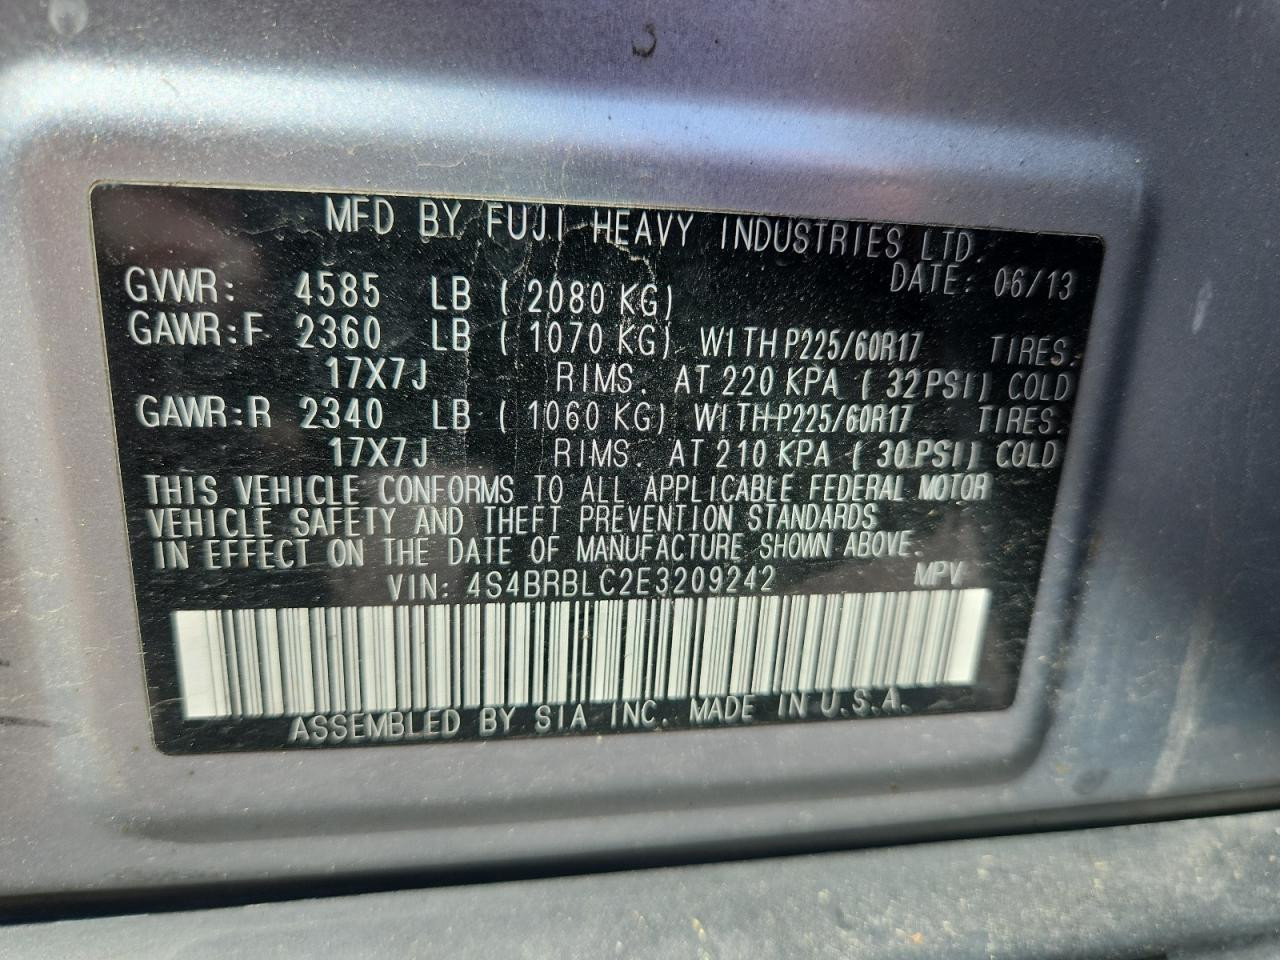 MFD BY FUJI HEAVY INDUSTRIES LTD.
DATE: 06/13
GVWR: 4585 LB (2080 KG)
GAWR:F 2360 LB (1070 KG) WITH P225/60R17 TIRES.
17X7J RIMS. AT 220 KPA (32PSI) COLD
GAWR:R 2340 LB (1060 KG) WITH P225/60R17 TIRES.
17X7J RIMS. AT 210 KPA (30PSI) COLD
THIS VEHICLE CONFORMS TO ALL APPLICABLE FEDERAL MOTOR
VEHICLE SAFETY AND THEFT PREVENTION STANDARDS
IN EFFECT ON THE DATE OF MANUFACTURE SHOWN ABOVE.
VIN: 4S4BRBLC2E3209242 MPV
ASSEMBLED BY SIA INC. MADE IN U.S.A.